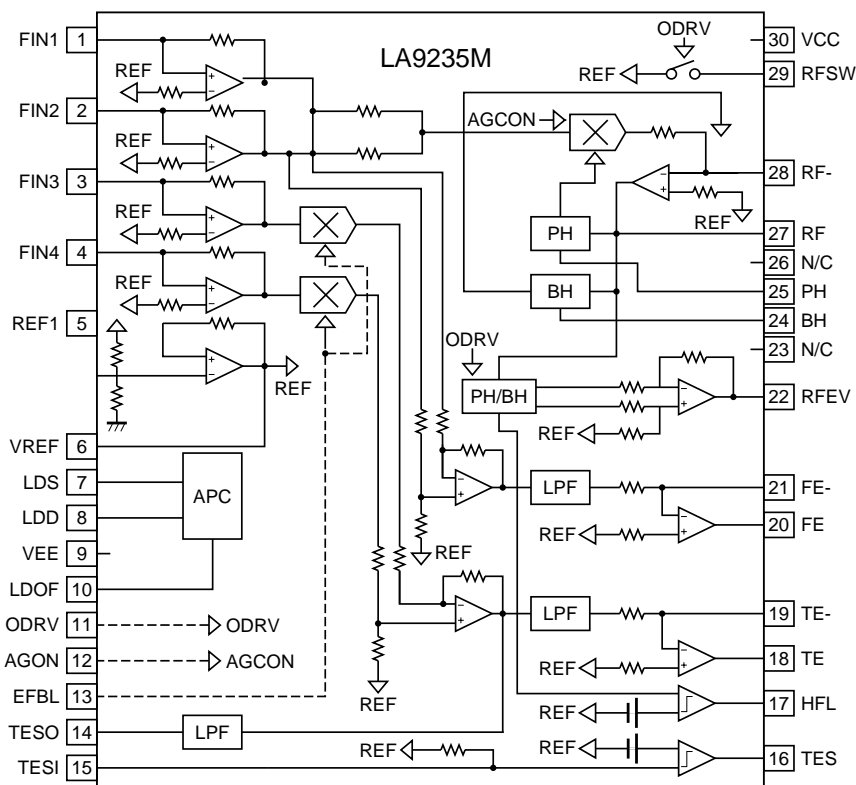 LA9235M
FIN1 1
FIN2 2
FIN3 3
FIN4 4
REF1 5
VREF 6
LDS 7
LDD 8
VEE 9
LDOF 10
ODRV 11
AGON 12
EFBL 13
TESO 14
TESI 15
REF
+
−
REF
+
−
REF
+
−
REF
+
−
+
−
REF
APC
ODRV
AGCON
LPF
REF
AGCON
ODRV
REF
−
+
REF
PH
BH
ODRV
PH/BH
−
+
REF
−
+
REF
LPF
REF
−
+
−
+
REF
LPF
REF
−
+
REF
REF
30 VCC
29 RFSW
28 RF-
27 RF
26 N/C
25 PH
24 BH
23 N/C
22 RFEV
21 FE-
20 FE
19 TE-
18 TE
17 HFL
16 TES